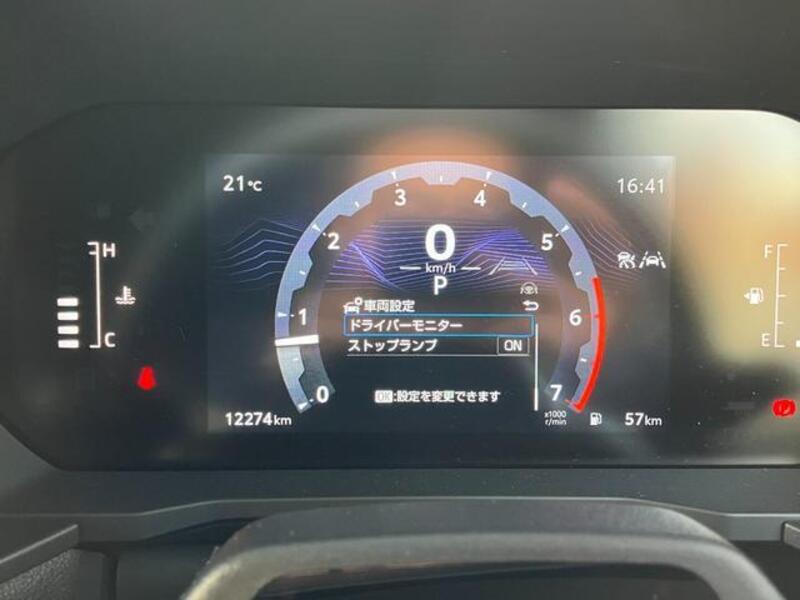 21℃
16:41
3 4
2 5
1 6
0 7
0
km/h
P
H
C
F
E
車両設定
ドライバーモニター
ストップランプ ON
OK:設定を変更できます
x1000
r/min
12274km
57km